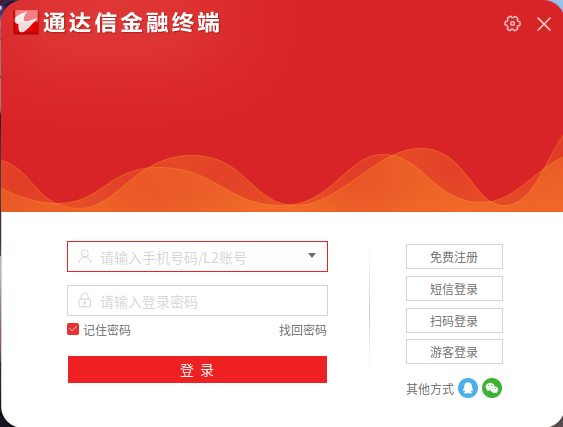 通达信金融终端
请输入手机号码/L2账号
请输入登录密码
记住密码
找回密码
登录
免费注册
短信登录
扫码登录
游客登录
其他方式